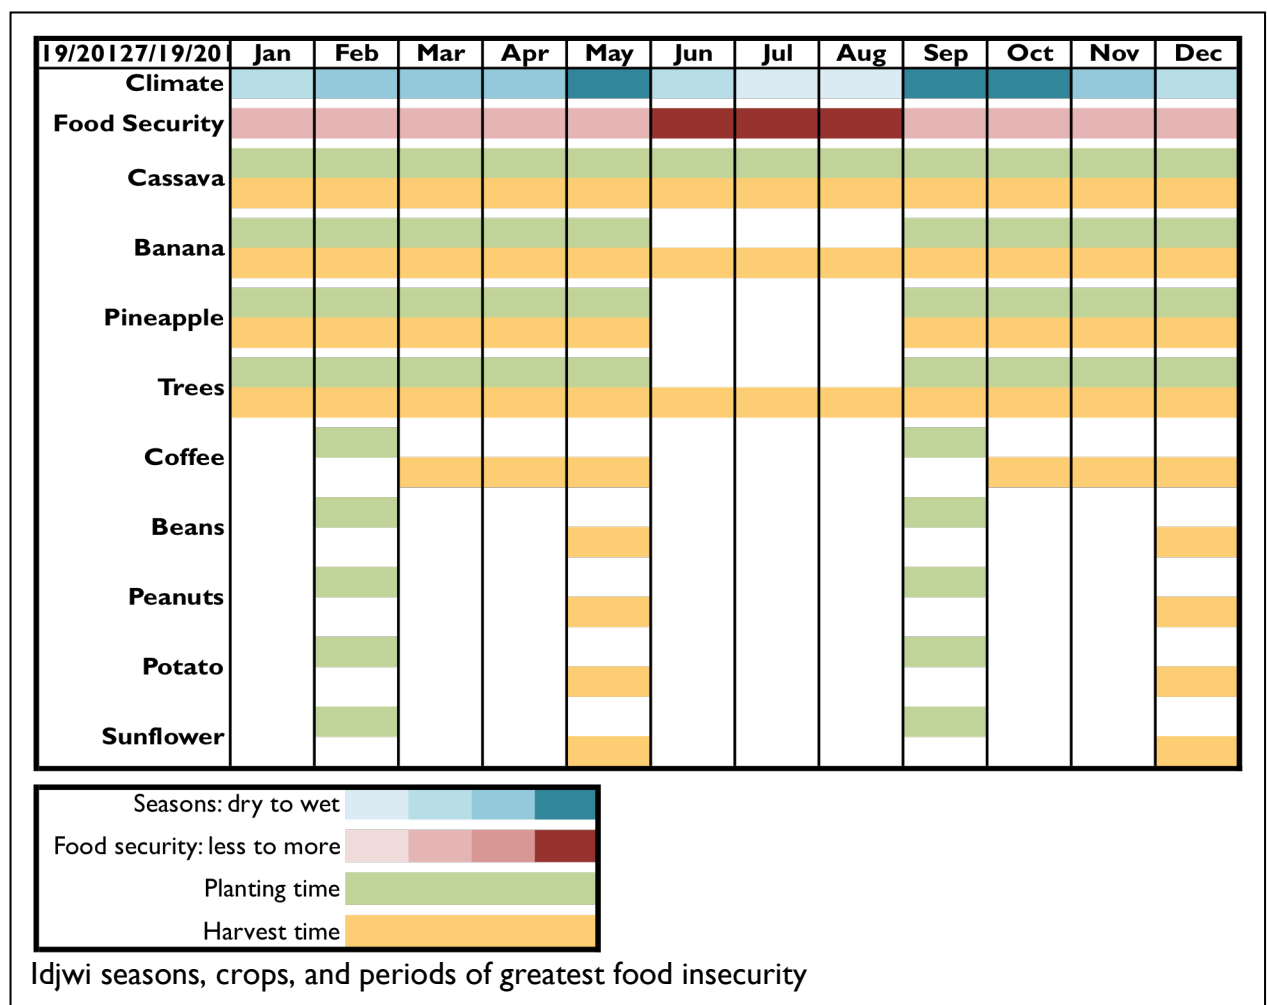 19/20127/19/201 Jan Feb Mar Apr May Jun Jul Aug Sep Oct Nov Dec
Climate
Food Security
Cassava
Banana
Pineapple
Trees
Coffee
Beans
Peanuts
Potato
Sunflower
Seasons: dry to wet
Food security: less to more
Planting time
Harvest time
Idjwi seasons, crops, and periods of greatest food insecurity